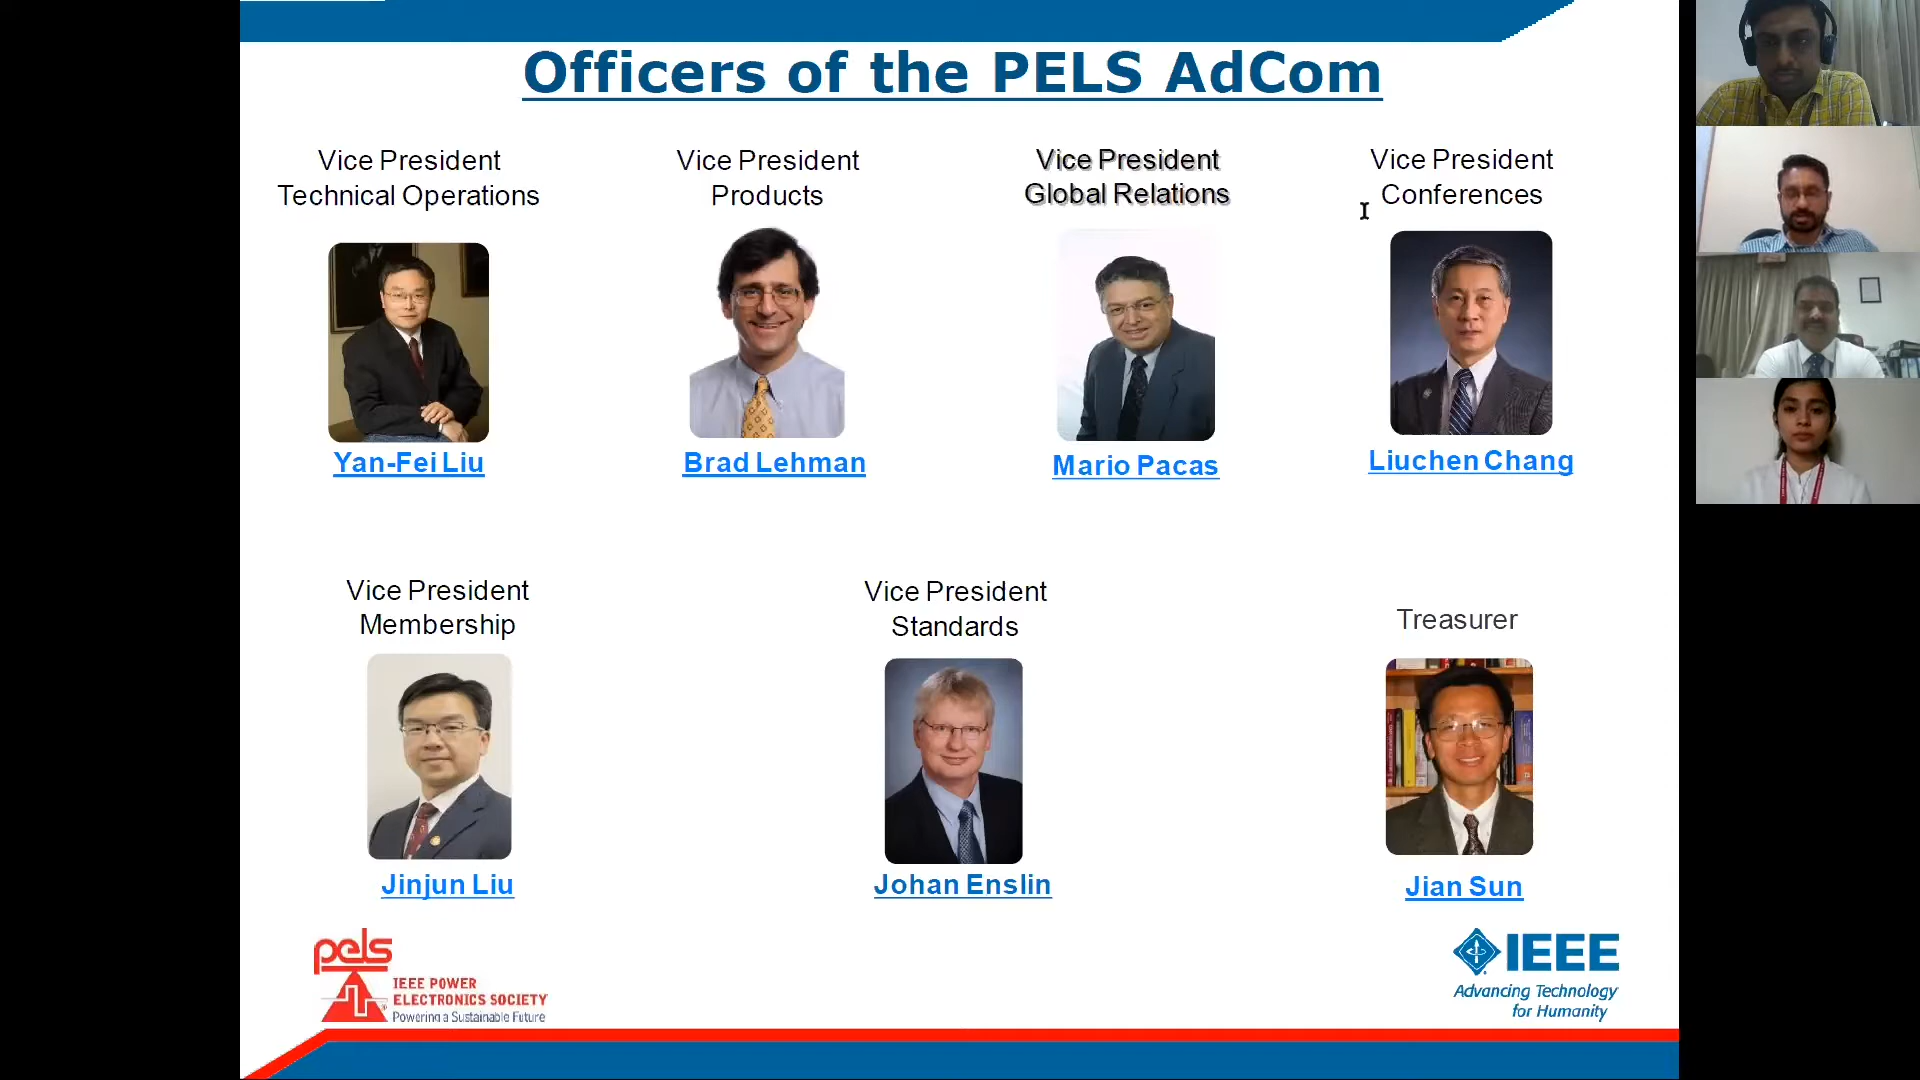 Officers of the PELS AdCom
Vice President
Technical Operations
Yan-Fei Liu
Vice President
Products
Brad Lehman
Vice President
Global Relations
Mario Pacas
Vice President
Conferences
Liuchen Chang
Vice President
Membership
Jinjun Liu
Vice President
Standards
Johan Enslin
Treasurer
Jian Sun
pels
IEEE POWER
ELECTRONICS SOCIETY
Powering a Sustainable Future
IEEE
Advancing Technology
for Humanity